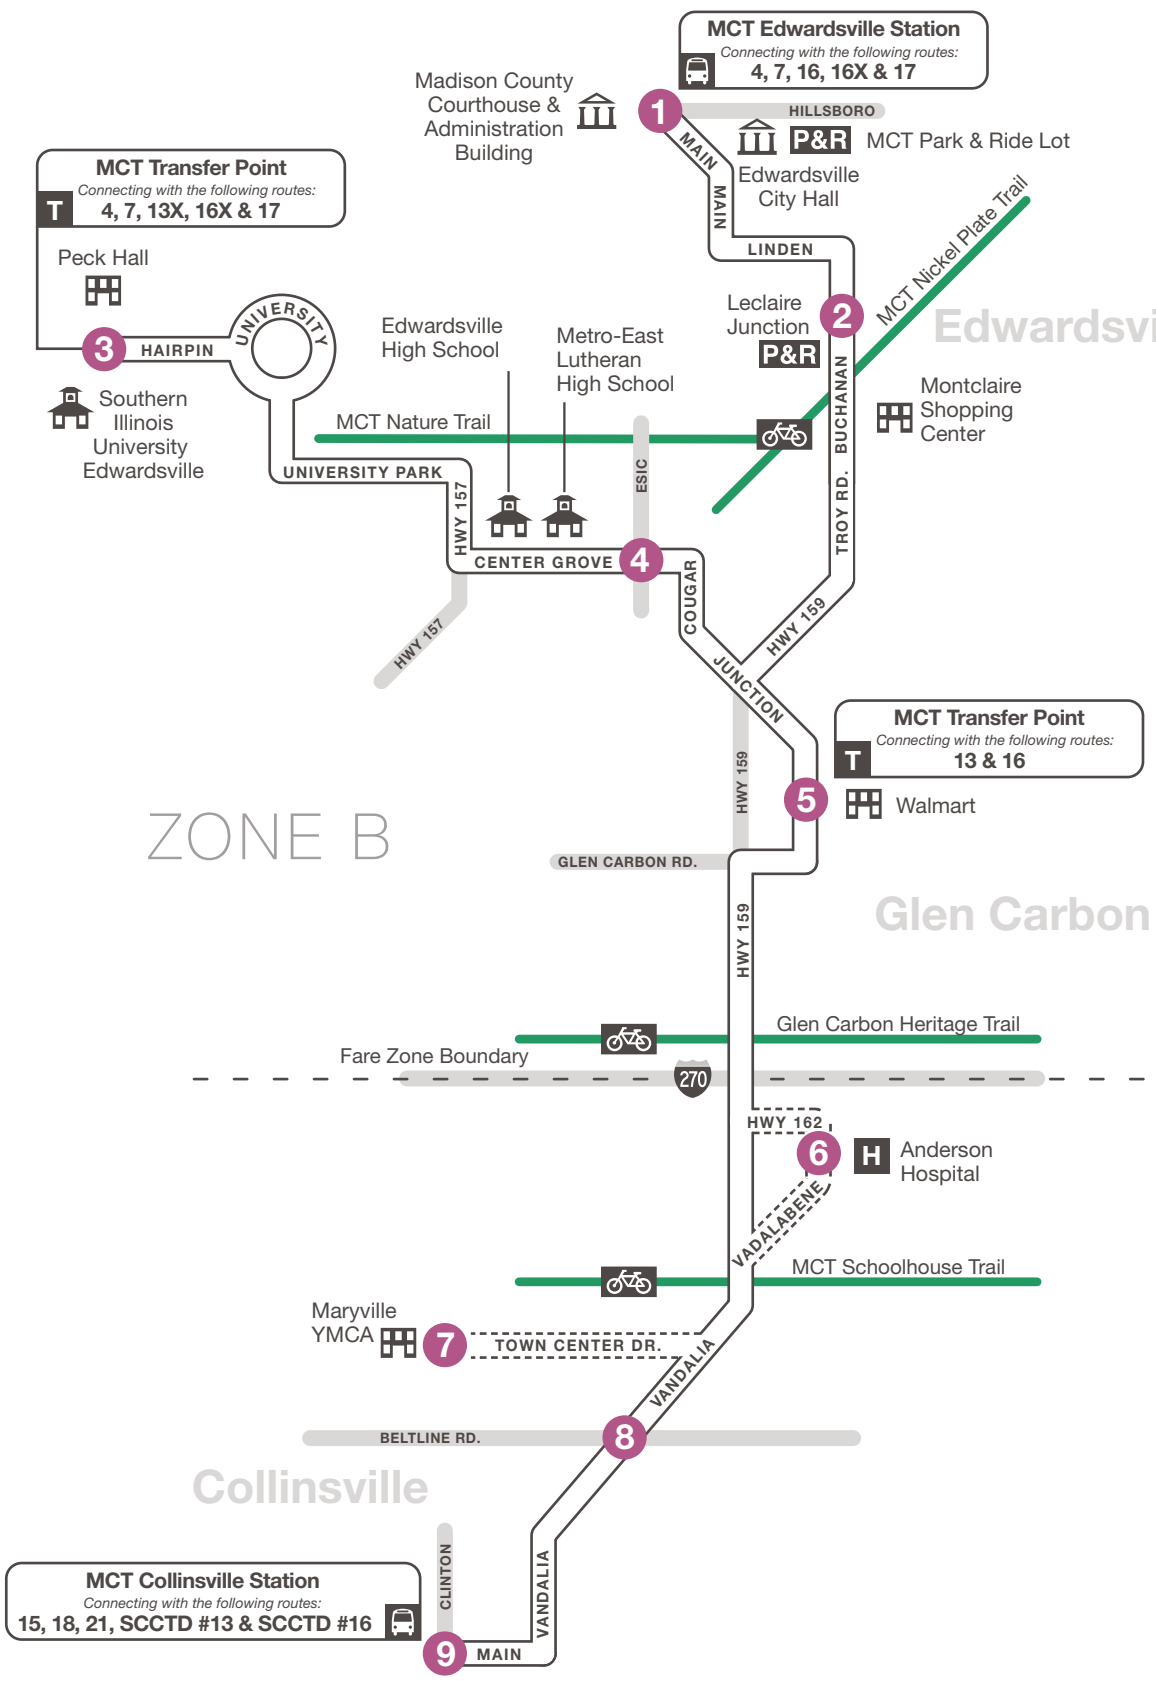 MCT Edwardsville Station
Connecting with the following routes:
4, 7, 16, 16X & 17
Madison County
Courthouse &
Administration
Building
1
HILLSBORO
MAIN
P&R
MCT Park & Ride Lot
Edwardsville
City Hall
MAIN
LINDEN
MCT Nickel Plate Trail
MCT Transfer Point
Connecting with the following routes:
T
4, 7, 13X, 16X & 17
Peck Hall
3
HAIRPIN
UNIVERSITY
Southern
Illinois
University
Edwardsville
Edwardsville
High School
Metro-East
Lutheran
High School
Leclaire
Junction
P&R
2
Edwardsvi
BUCHANAN
Montclaire
Shopping
Center
MCT Nature Trail
UNIVERSITY PARK
HWY 157
ESIC
TROY RD.
CENTER GROVE
4
COUGAR
HWY 157
HWY 159
JUNCTION
MCT Transfer Point
Connecting with the following routes:
T
13 & 16
HWY 159
5
Walmart
ZONE B
GLEN CARBON RD.
Glen Carbon
HWY 159
Glen Carbon Heritage Trail
Fare Zone Boundary
270
HWY 162
6
H
Anderson
Hospital
VADALABENE
MCT Schoolhouse Trail
Maryville
YMCA
7
TOWN CENTER DR.
VANDALIA
BELTLINE RD.
8
Collinsville
CLINTON
VANDALIA
MCT Collinsville Station
Connecting with the following routes:
15, 18, 21, SCCTD #13 & SCCTD #16
9
MAIN